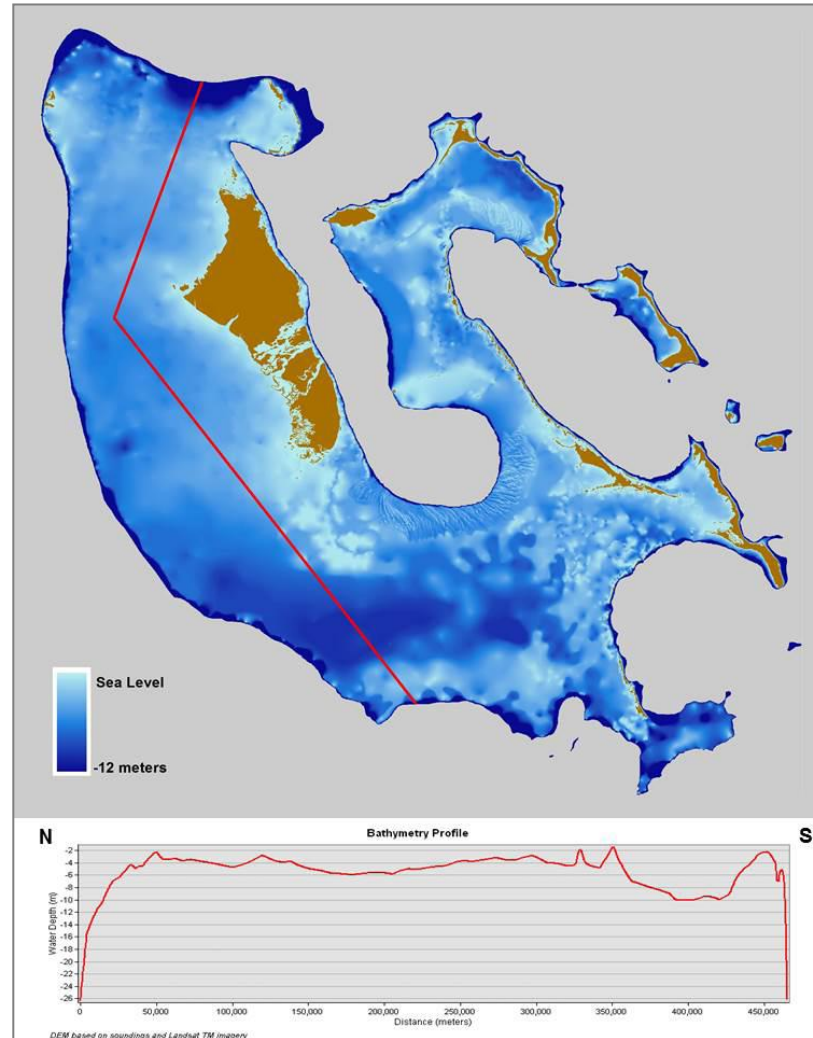 Sea Level
-12 meters
N
Bathymetry Profile
S
Water Depth (m)
-2
-4
-6
-8
-10
-12
-14
-16
-18
-20
-22
-24
-26
0 50,000 100,000 150,000 200,000 250,000 300,000 350,000 400,000 450,000
Distance (meters)
DEM based on soundings and Landsat TM imagery